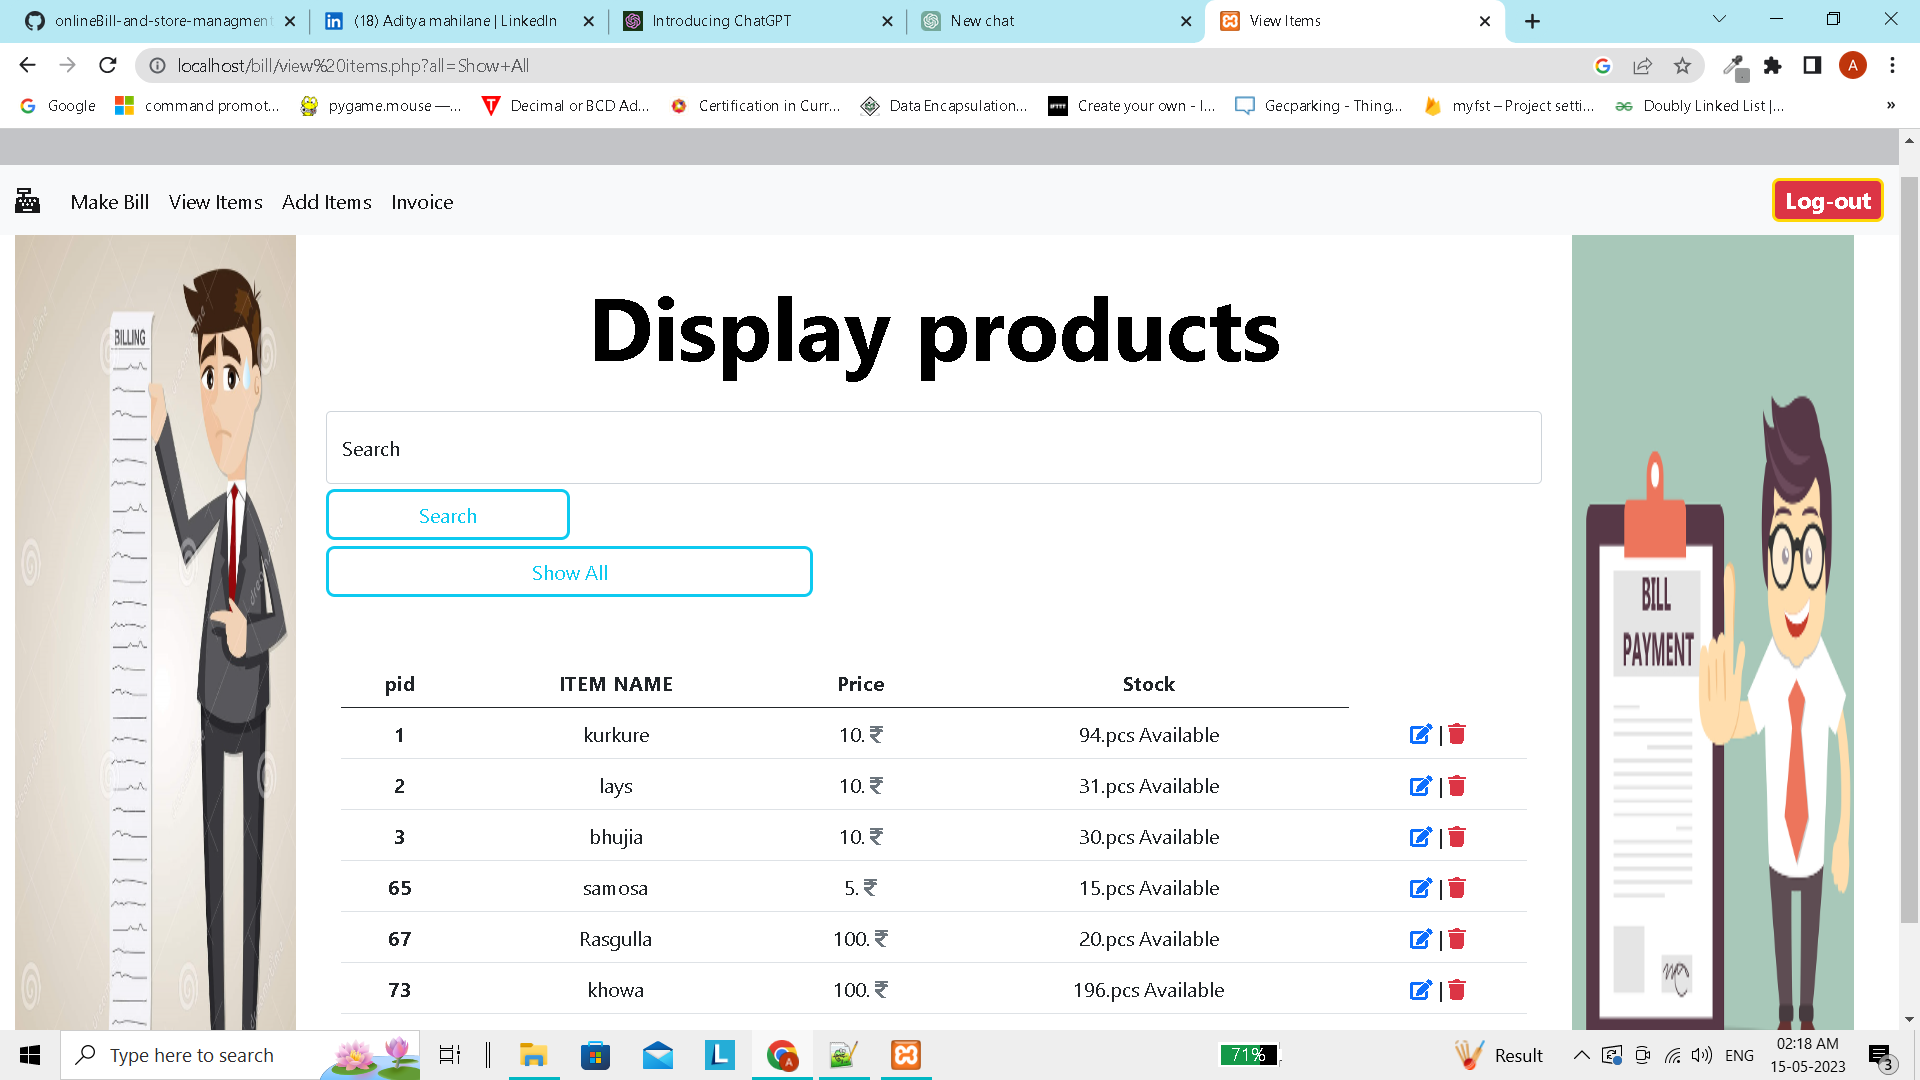 onlineBill-and-store-managment
(18) Aditya mahilane | LinkedIn
Introducing ChatGPT
New chat
View Items
localhost/bill/view%20items.php?all=Show+All
A
Google
command promot...
pygame.mouse —...
Decimal or BCD Ad...
Certification in Curr...
Data Encapsulation...
Create your own - I...
Gecparking - Thing...
myfst – Project setti...
Doubly Linked List |...
»
Make Bill View Items Add Items Invoice
Log-out
BILLING
Display products
Search
Search
Show All
BILL
PAYMENT
pid ITEM NAME Price Stock
1 kurkure 10. ₹ 94.pcs Available |
2 lays 10. ₹ 31.pcs Available |
3 bhujia 10. ₹ 30.pcs Available |
65 samosa 5. ₹ 15.pcs Available |
67 Rasgulla 100. ₹ 20.pcs Available |
73 khowa 100. ₹ 196.pcs Available |
Type here to search
L
A
71%
Result
ENG
02:18 AM
15-05-2023
3